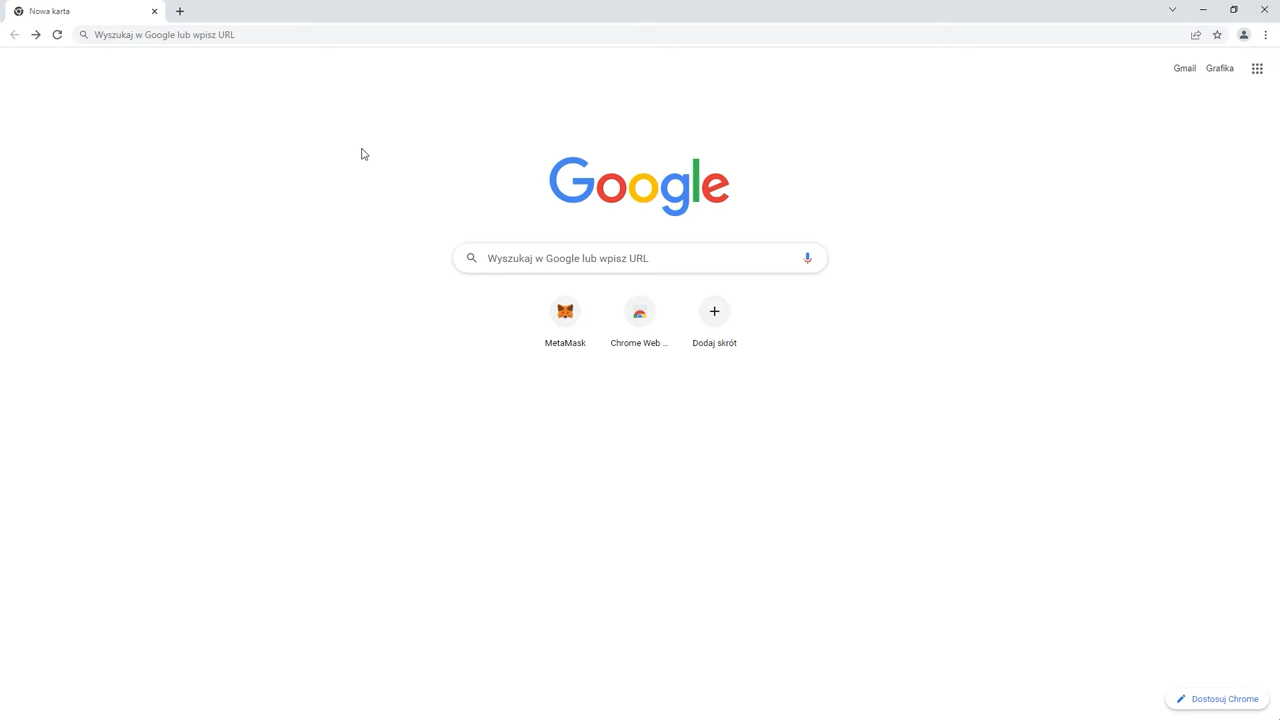 Nowa karta
Wyszukaj w Google lub wpisz URL
Gmail Grafika
Google
Wyszukaj w Google lub wpisz URL
MetaMask Chrome Web ... Dodaj skrót
Dostosuj Chrome